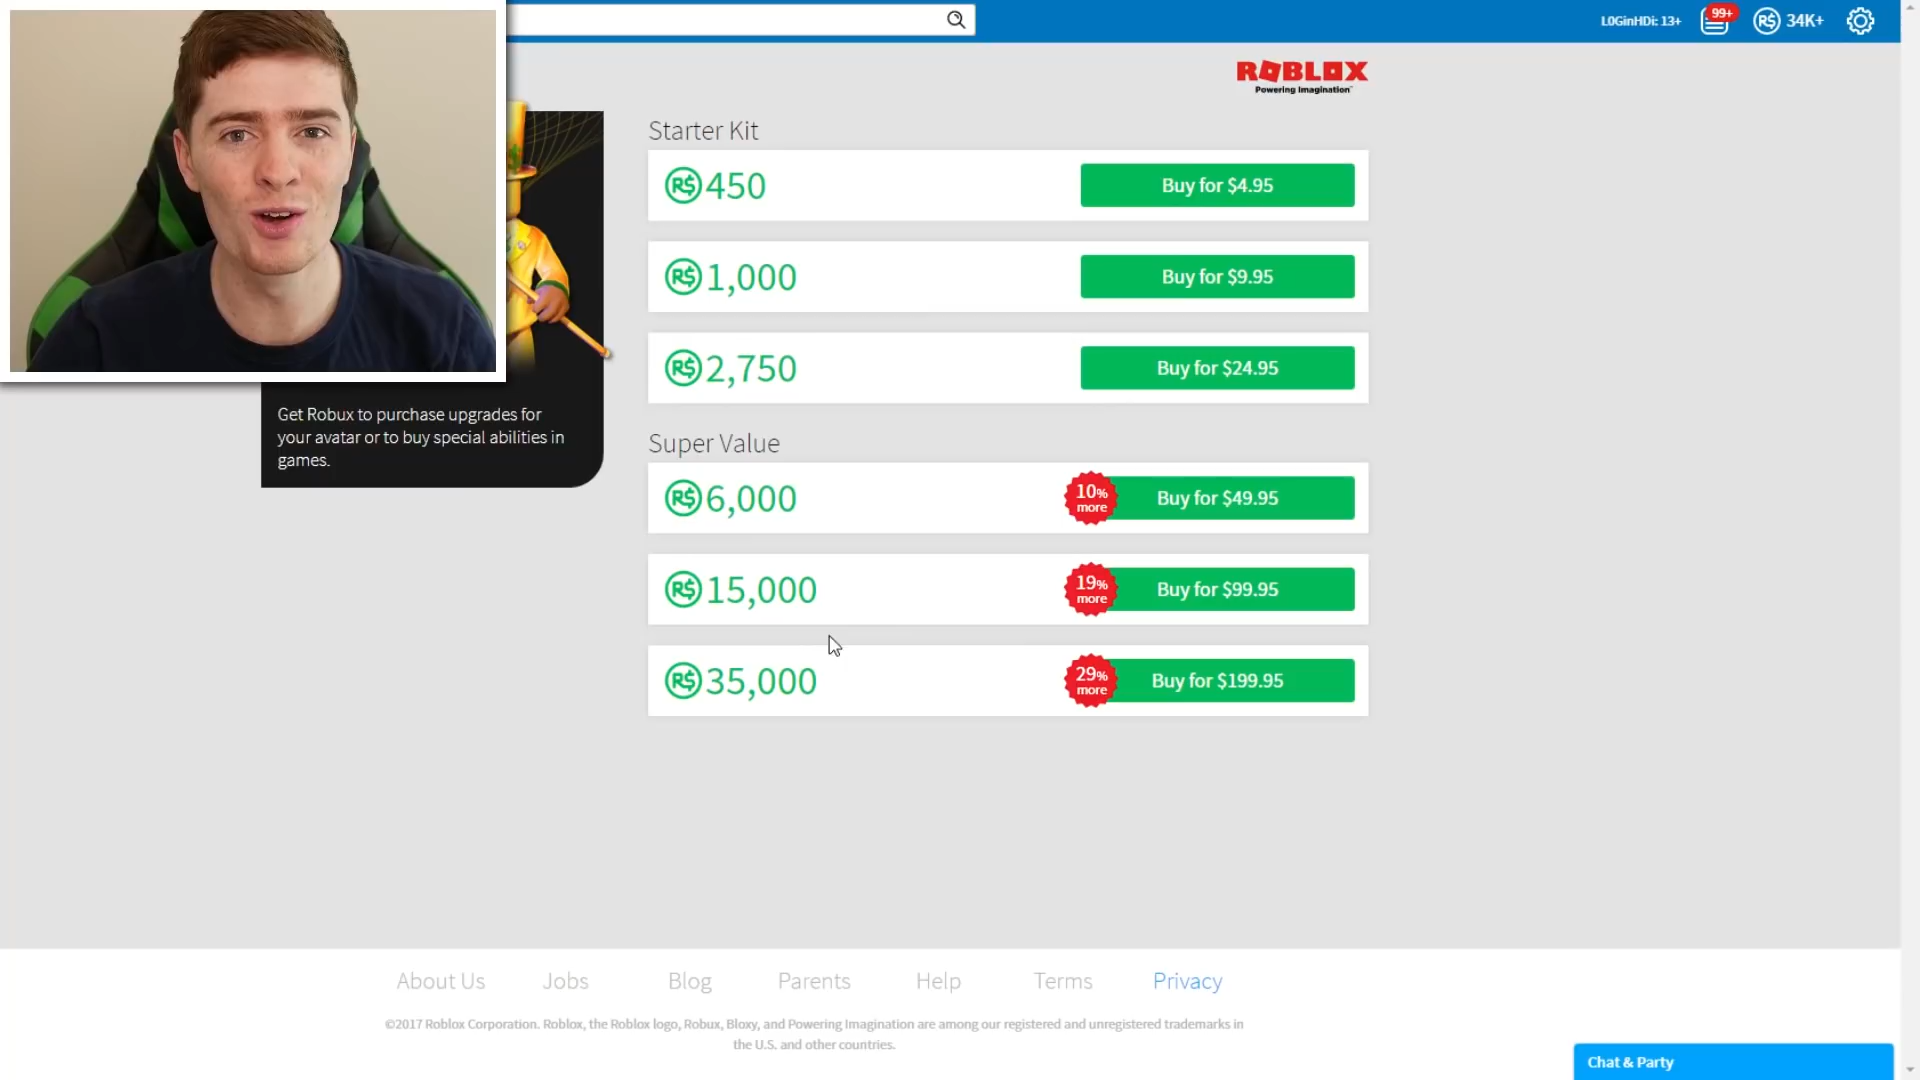 L0GinHDi: 13+
99+
R$ 34K+
ROBLOX
Powering Imagination™
Get Robux to purchase upgrades for
your avatar or to buy special abilities in
games.
Starter Kit
R$ 450
Buy for $4.95
R$ 1,000
Buy for $9.95
R$ 2,750
Buy for $24.95
Super Value
R$ 6,000
10%
more
Buy for $49.95
R$ 15,000
19%
more
Buy for $99.95
R$ 35,000
29%
more
Buy for $199.95
About Us Jobs Blog Parents Help Terms Privacy
©2017 Roblox Corporation. Roblox, the Roblox logo, Robux, Bloxy, and Powering Imagination are among our registered and unregistered trademarks in
the U.S. and other countries.
Chat & Party